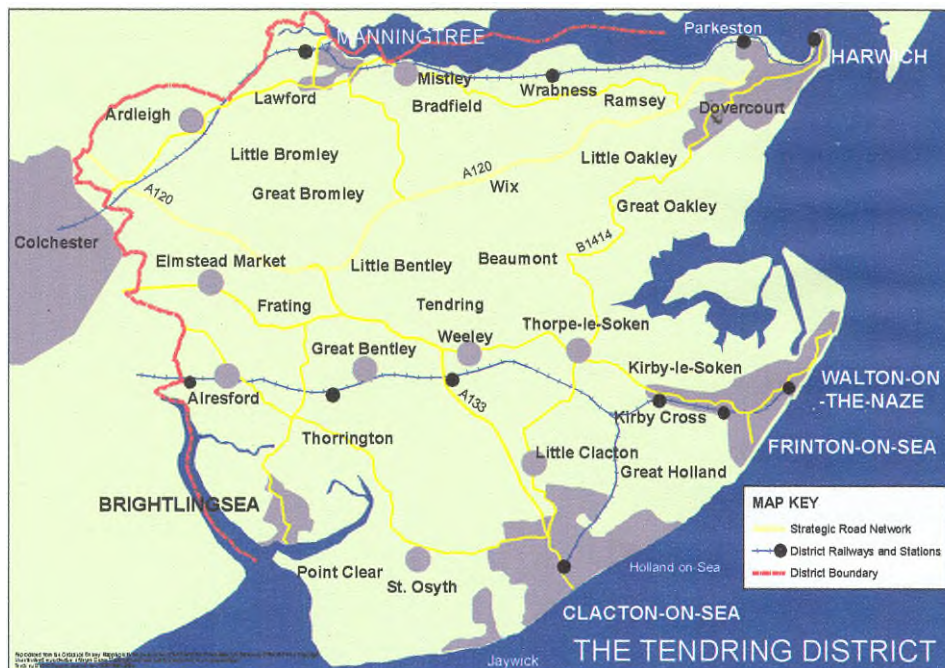 Parkeston
MANNINGTREE
HARWICH
Mistley
Wrabness
Lawford
Bradfield
Ramsey
Dovercourt
Ardleigh
Little Bromley
Little Oakley
A120
A120
Wix
Great Bromley
Great Oakley
Colchester
B1414
Elmstead Market
Little Bentley
Beaumont
Frating
Tendring
Thorpe-le-Soken
Weeley
Great Bentley
Kirby-le-Soken
WALTON-ON
-THE-NAZE
Alresford
A133
Kirby Cross
Thorrington
FRINTON-ON-SEA
Little Clacton
Great Holland
BRIGHTLINGSEA
MAP KEY
Strategic Road Network
District Railways and Stations
District Boundary
Holland on-Sea
Point Clear
St. Osyth
CLACTON-ON-SEA
THE TENDRING DISTRICT
Jaywick